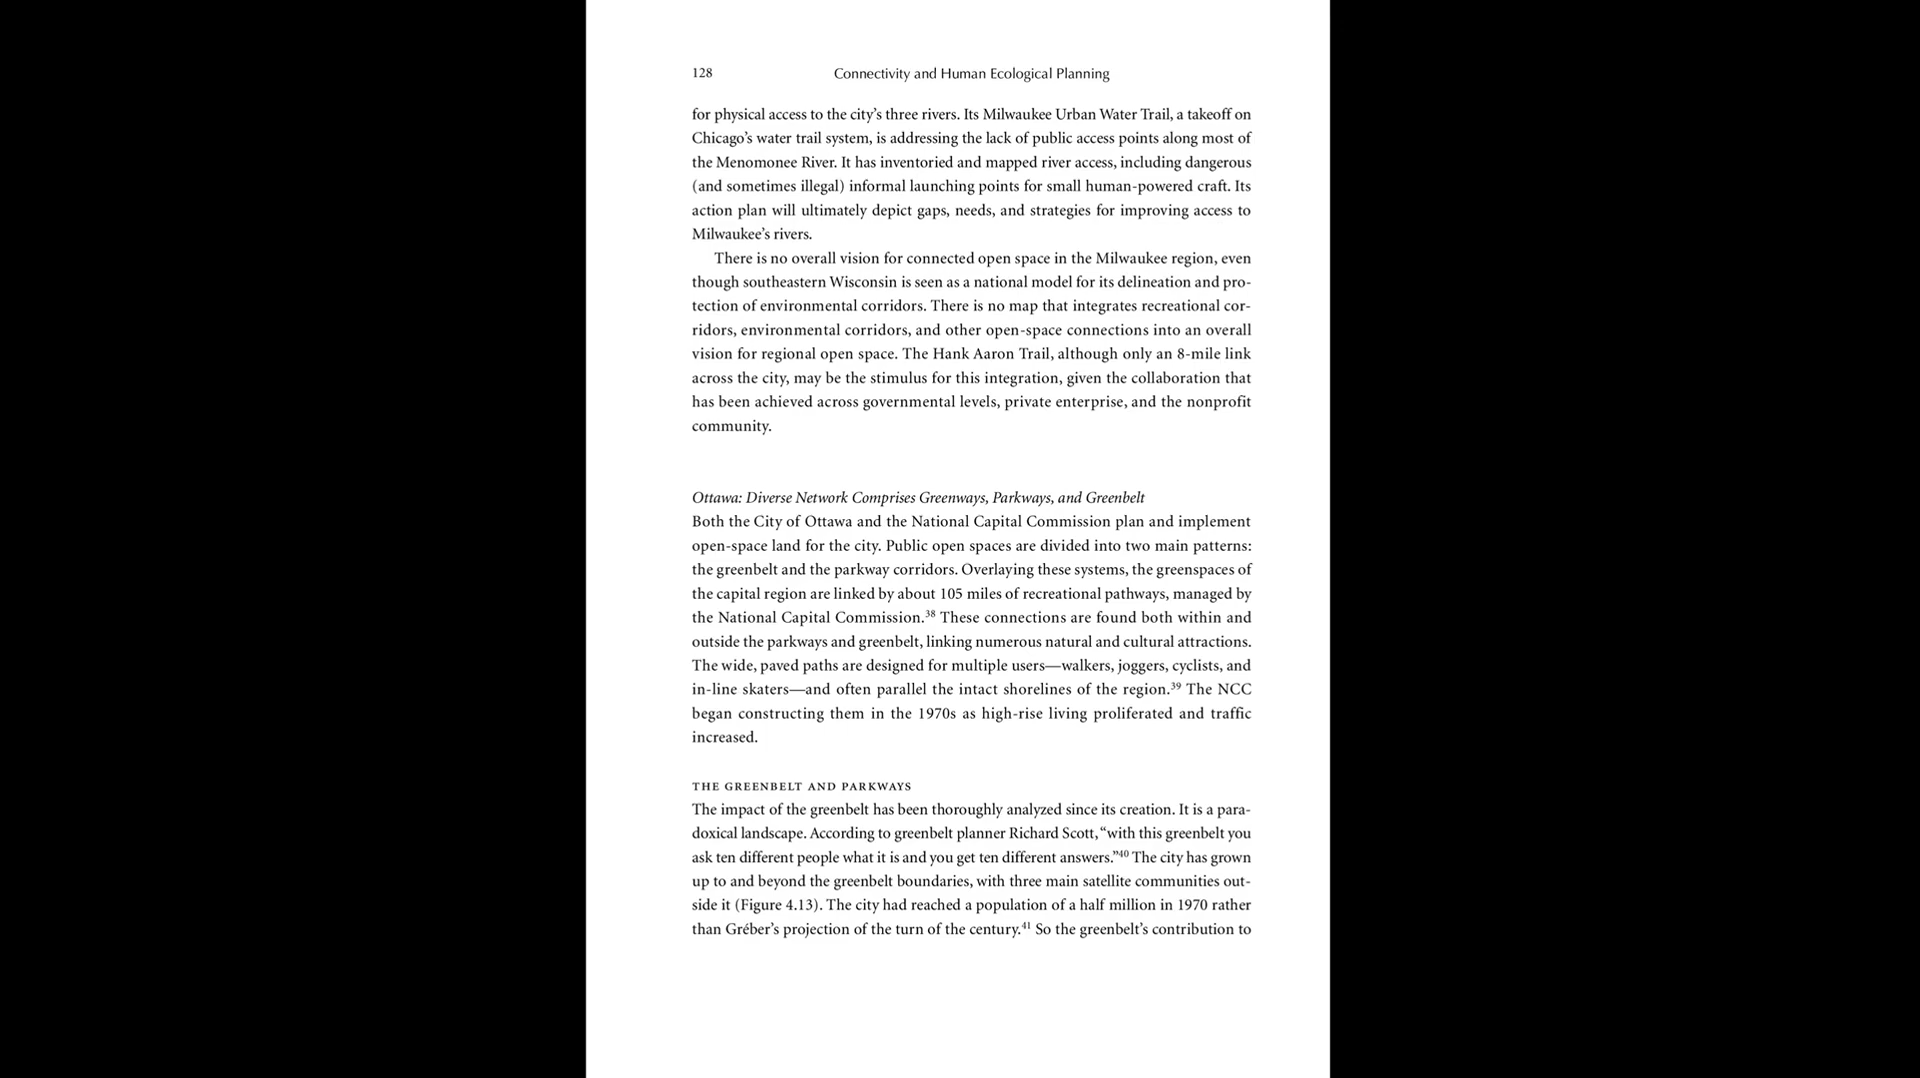 128
Connectivity and Human Ecological Planning
for physical access to the city’s three rivers. Its Milwaukee Urban Water Trail, a takeoff on
Chicago’s water trail system, is addressing the lack of public access points along most of
the Menomonee River. It has inventoried and mapped river access, including dangerous
(and sometimes illegal) informal launching points for small human-powered craft. Its
action plan will ultimately depict gaps, needs, and strategies for improving access to
Milwaukee’s rivers.
There is no overall vision for connected open space in the Milwaukee region, even
though southeastern Wisconsin is seen as a national model for its delineation and pro-
tection of environmental corridors. There is no map that integrates recreational cor-
ridors, environmental corridors, and other open-space connections into an overall
vision for regional open space. The Hank Aaron Trail, although only an 8-mile link
across the city, may be the stimulus for this integration, given the collaboration that
has been achieved across governmental levels, private enterprise, and the nonprofit
community.
Ottawa: Diverse Network Comprises Greenways, Parkways, and Greenbelt
Both the City of Ottawa and the National Capital Commission plan and implement
open-space land for the city. Public open spaces are divided into two main patterns:
the greenbelt and the parkway corridors. Overlaying these systems, the greenspaces of
the capital region are linked by about 105 miles of recreational pathways, managed by
the National Capital Commission.³⁸ These connections are found both within and
outside the parkways and greenbelt, linking numerous natural and cultural attractions.
The wide, paved paths are designed for multiple users—walkers, joggers, cyclists, and
in-line skaters—and often parallel the intact shorelines of the region.³⁹ The NCC
began constructing them in the 1970s as high-rise living proliferated and traffic
increased.
THE GREENBELT AND PARKWAYS
The impact of the greenbelt has been thoroughly analyzed since its creation. It is a para-
doxical landscape. According to greenbelt planner Richard Scott, “with this greenbelt you
ask ten different people what it is and you get ten different answers.”⁴⁰ The city has grown
up to and beyond the greenbelt boundaries, with three main satellite communities out-
side it (Figure 4.13). The city had reached a population of a half million in 1970 rather
than Gréber’s projection of the turn of the century.⁴¹ So the greenbelt’s contribution to